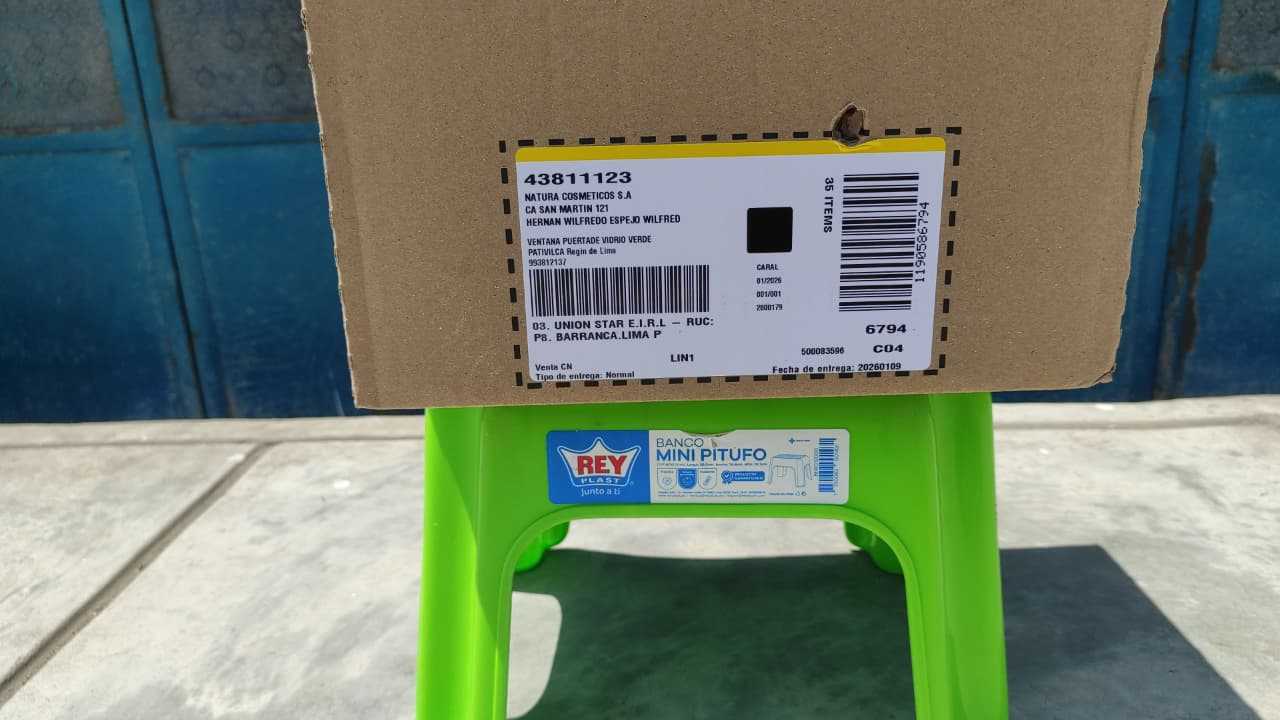 43811123
NATURA COSMETICOS S.A
CA SAN MARTIN 121
HERNAN WILFREDO ESPEJO WILFRED
VENTANA PUERTADE VIDRIO VERDE
PATIVILCA Regin de Lima
993812137
03. UNION STAR E.I.R.L – RUC:
P8. BARRANCA.LIMA P
LIN1
Venta CN
Tipo de entrega: Normal
CARAL
01/2026
001/001
2600179
35 ITEMS
1190586794
6794
500083596 C04
Fecha de entrega: 20260109
REY
PLAST
junto a ti
BANCO
MINI PITUFO